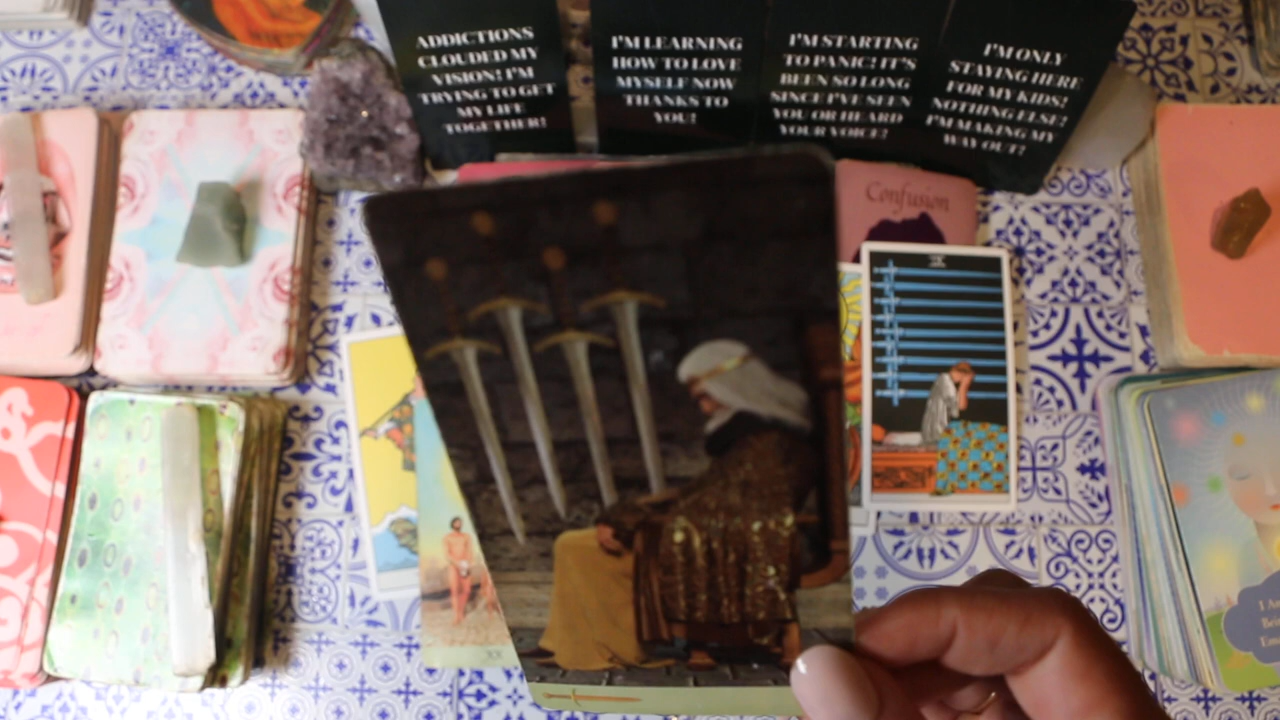 ADDICTIONS
CLOUDED MY
VISION! I'M
TRYING TO GET
MY LIFE
TOGETHER!
I'M LEARNING
HOW TO LOVE
MYSELF NOW
THANKS TO
YOU!
I'M STARTING
TO PANIC! IT'S
BEEN SO LONG
SINCE I'VE SEEN
YOU OR HEARD
YOUR VOICE!
I'M ONLY
STAYING HERE
FOR MY KIDS!
NOTHING ELSE!
I'M MAKING MY
WAY OUT!
Confusion
IX
XX